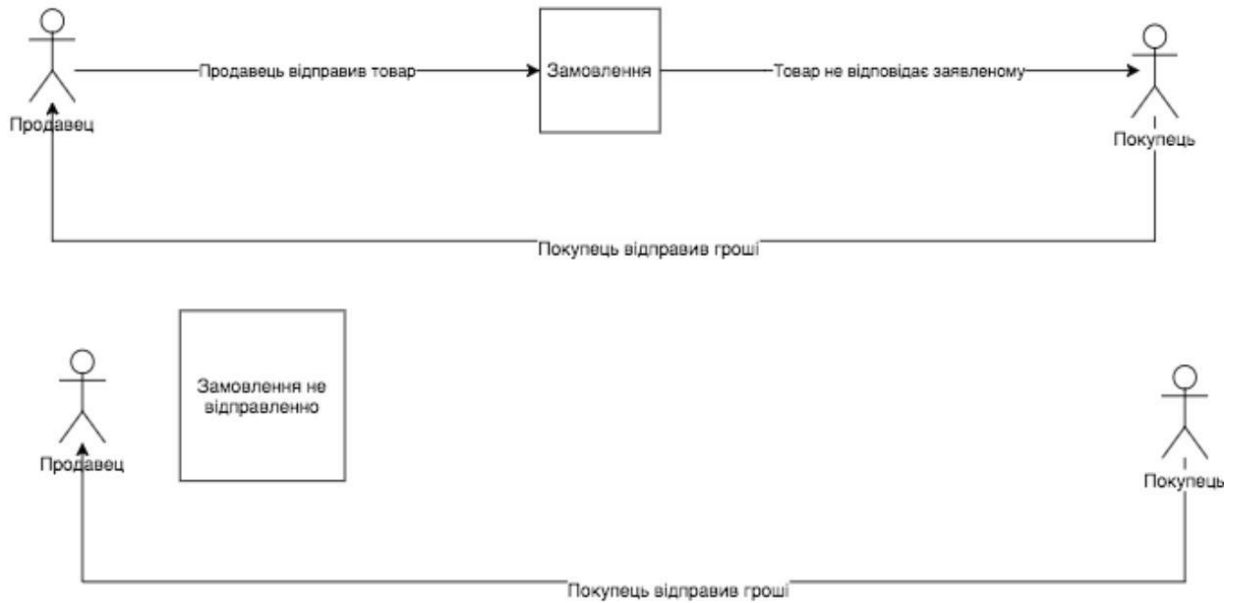 Продавець відправив товар
Замовлення
Товар не відповідає заявленому
Продавец
Покупець
Покупець відправив гроші
Замовлення не
відправленно
Продавец
Покупець
Покупець відправив гроші